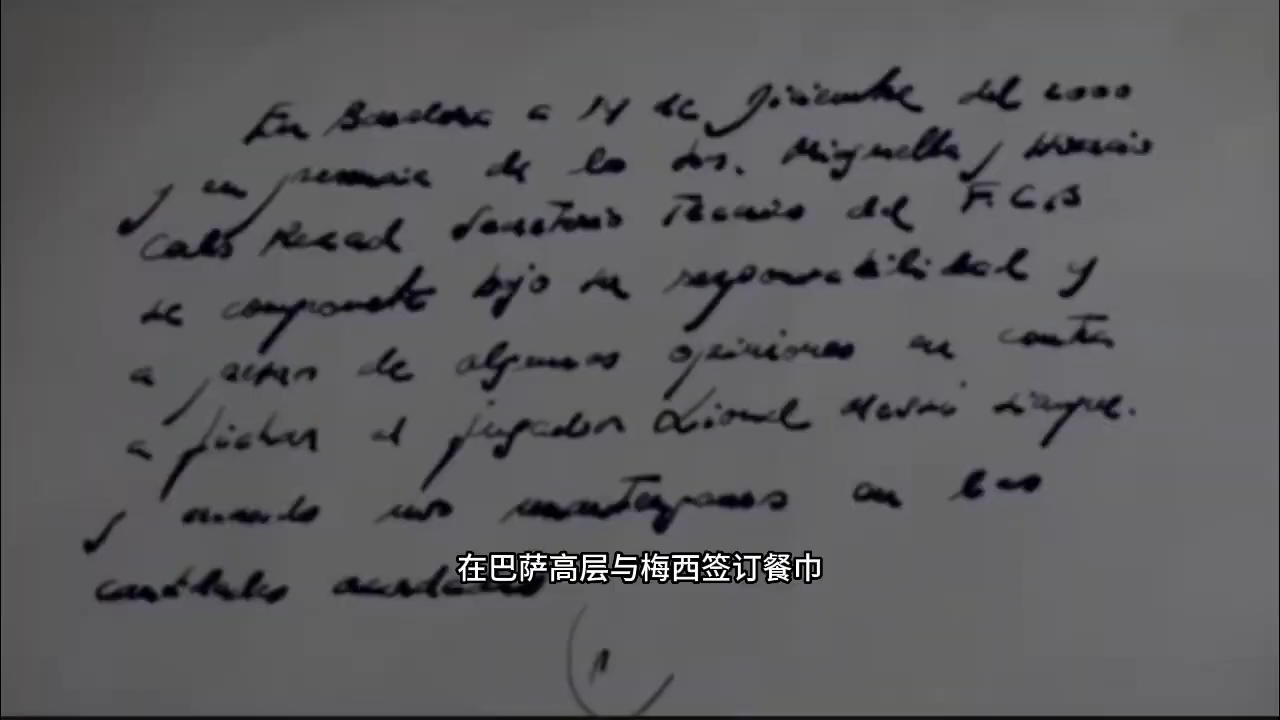 En Barcelona a 14 de Diciembre del 2000
y en presencia de los Srs. Minguella y Horacio
Carles Rexach Secretario Técnico del F.C.B
se compromete bajo su responsabilidad y
a pesar de algunas opiniones en contra
a fichar al jugador Lionel Messi siempre
y cuando nos mantengamos en las
cantidades acordadas
在巴萨高层与梅西签订餐巾